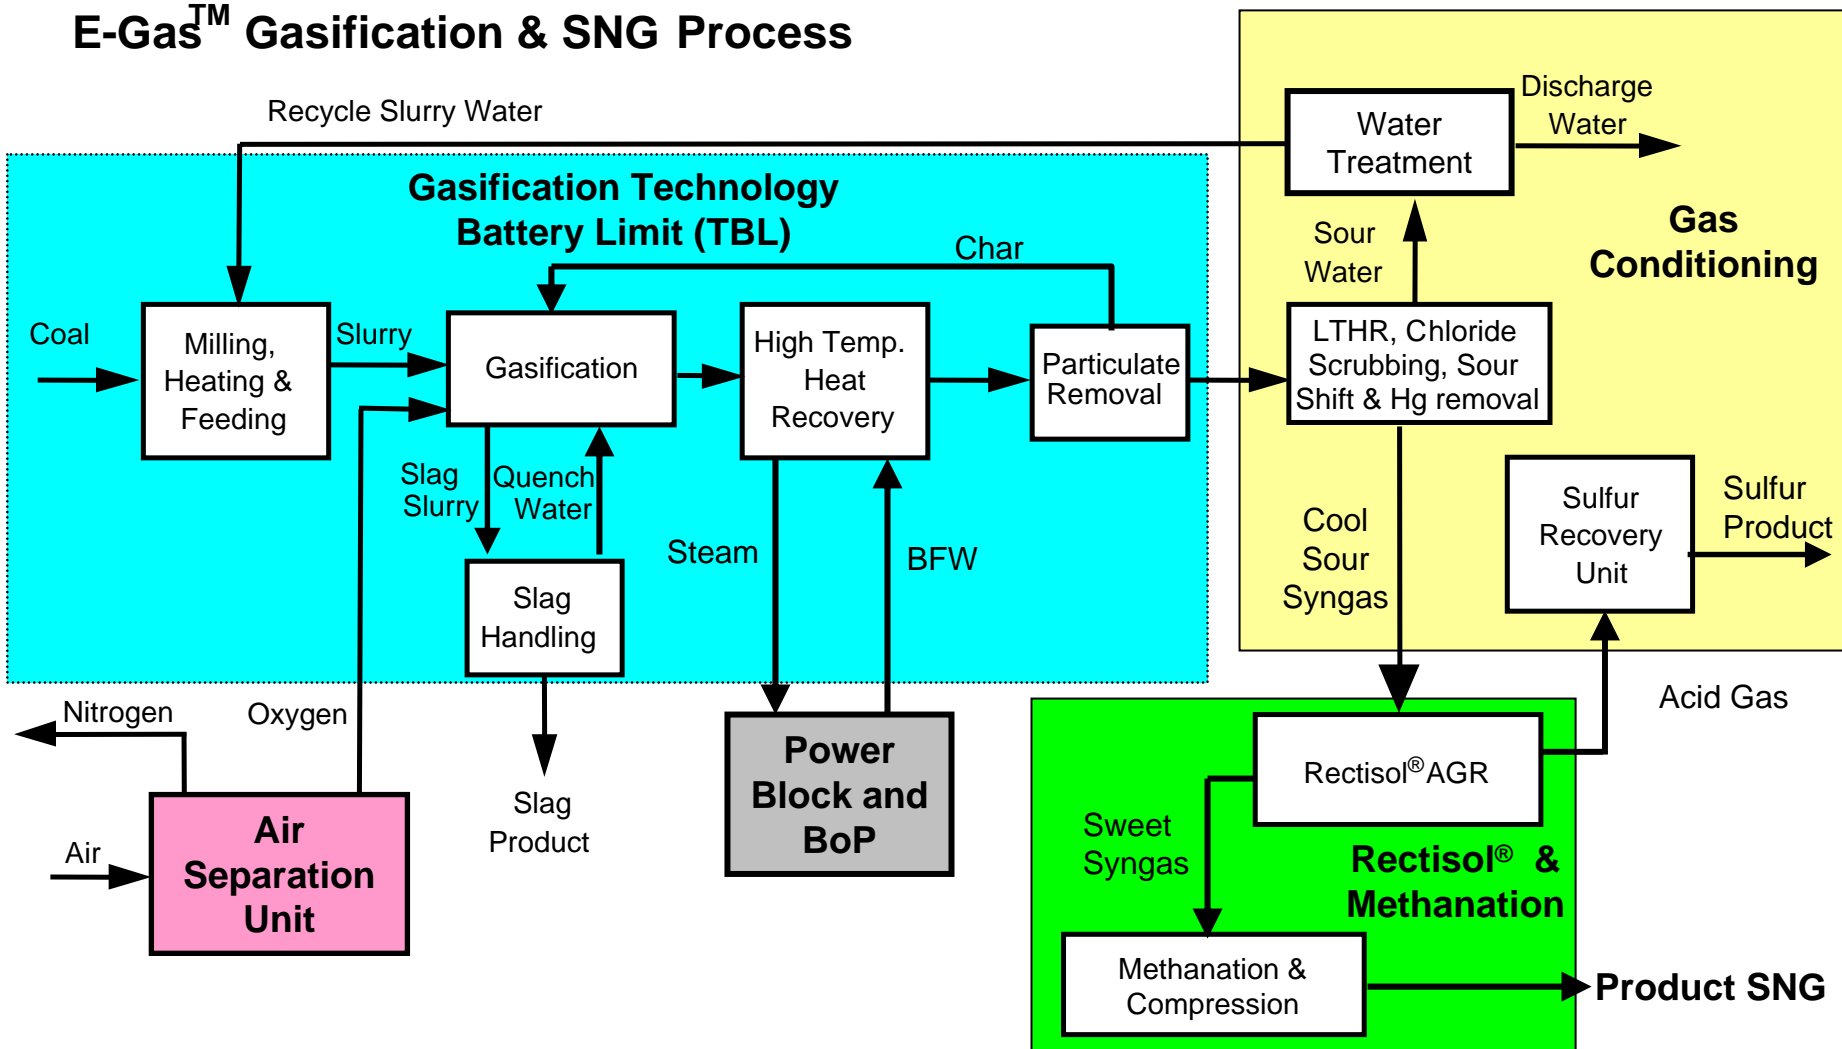 E-Gas™ Gasification & SNG Process
Recycle Slurry Water
Water
Treatment
Discharge
Water
Gasification Technology
Battery Limit (TBL)
Char
Sour
Water
Gas
Conditioning
Coal
Milling,
Heating &
Feeding
Slurry
Gasification
High Temp.
Heat
Recovery
Particulate
Removal
LTHR, Chloride
Scrubbing, Sour
Shift & Hg removal
Slag
Slurry
Quench
Water
Steam
BFW
Cool
Sour
Syngas
Sulfur
Recovery
Unit
Sulfur
Product
Slag
Handling
Nitrogen
Oxygen
Acid Gas
Power
Block and
BoP
Rectisol® AGR
Slag
Product
Air
Air
Separation
Unit
Sweet
Syngas
Rectisol® &
Methanation
Methanation &
Compression
Product SNG